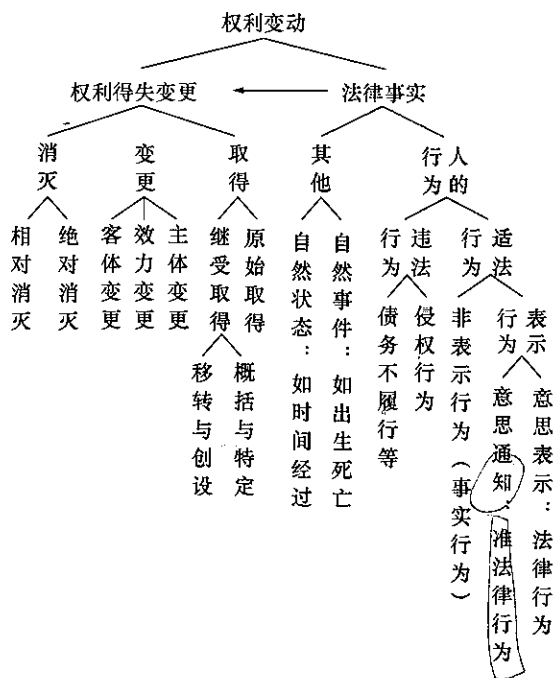 权利变动
权利得失变更
法律事实
消灭
变更
取得
其他
人的
行为
相对消灭
绝对消灭
客体变更
效力变更
主体变更
继受取得
原始取得
自然状态：如时间经过
自然事件：如出生死亡
违法
行为
适法
行为
移转与创设
概括与特定
债务不履行等
侵权行为
非表示行为（事实行为）
表示
行为
意思通知：准法律行为
意思表示：法律行为